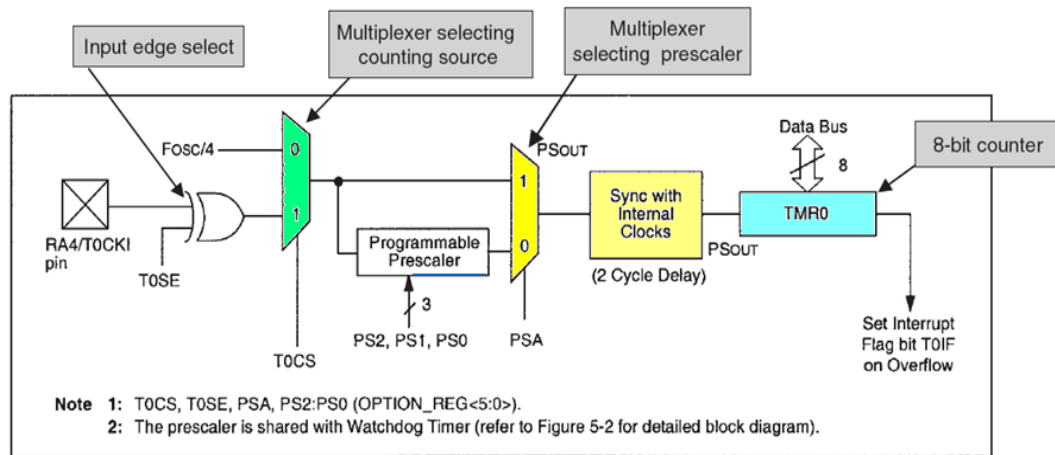 Input edge select
Multiplexer selecting
counting source
Multiplexer
selecting prescaler
8-bit counter
Data Bus
8
FOSC/4
0
1
PSOUT
1
0
RA4/T0CKI
pin
T0SE
Programmable
Prescaler
3
PS2, PS1, PS0
T0CS
PSA
Sync with
Internal
Clocks
(2 Cycle Delay)
PSOUT
TMR0
Set Interrupt
Flag bit T0IF
on Overflow
Note 1: T0CS, T0SE, PSA, PS2:PS0 (OPTION_REG<5:0>).
2: The prescaler is shared with Watchdog Timer (refer to Figure 5-2 for detailed block diagram).